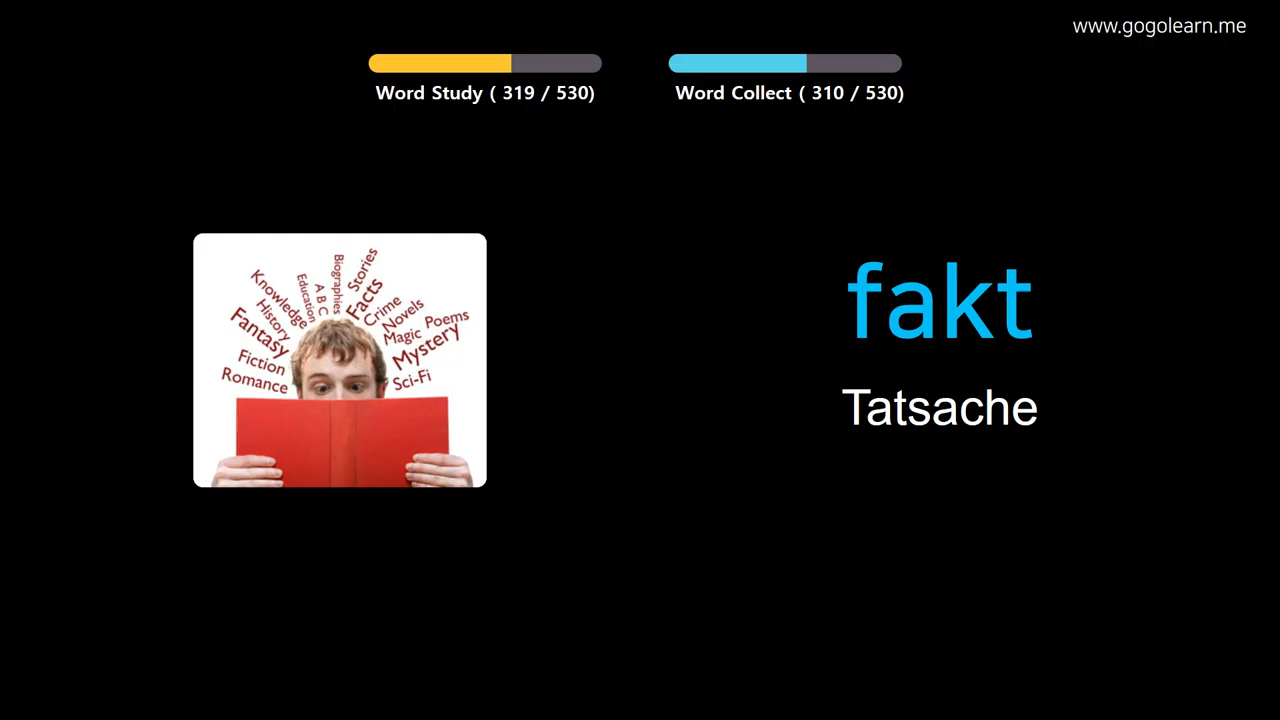 www.gogolearn.me
Word Study ( 319 / 530)
Word Collect ( 310 / 530)
Knowledge
History
Fantasy
Fiction
Romance
Education
A B C
Biographies
Stories
Facts
Crime
Novels
Magic
Poems
Mystery
Sci-Fi
fakt
Tatsache